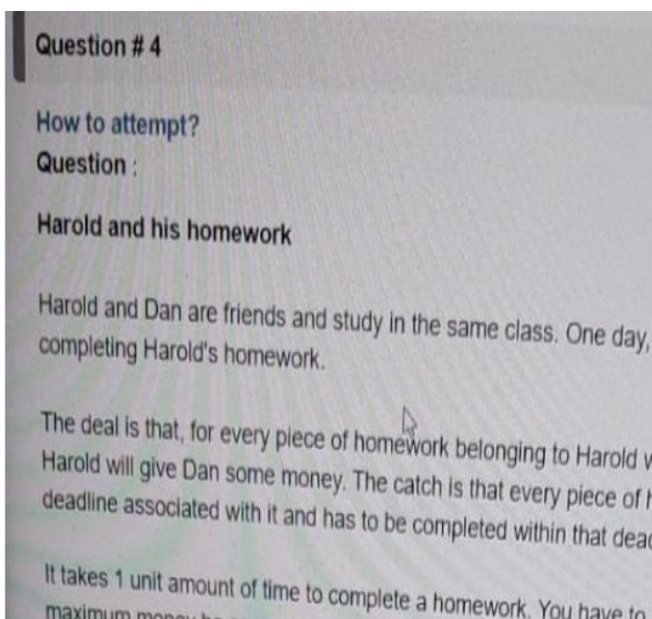 Question # 4
How to attempt?
Question :
Harold and his homework
Harold and Dan are friends and study in the same class. One day,
completing Harold's homework.
The deal is that, for every piece of homework belonging to Harold
Harold will give Dan some money. The catch is that every piece of
deadline associated with it and has to be completed within that
It takes 1 unit amount of time to complete a homework. You have to
maximum money